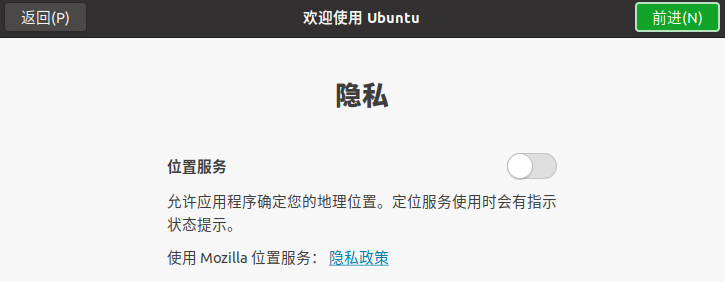 返回(P) 欢迎使用 Ubuntu 前进(N)
隐私
位置服务
允许应用程序确定您的地理位置。定位服务使用时会有指示
状态提示。
使用 Mozilla 位置服务： 隐私政策